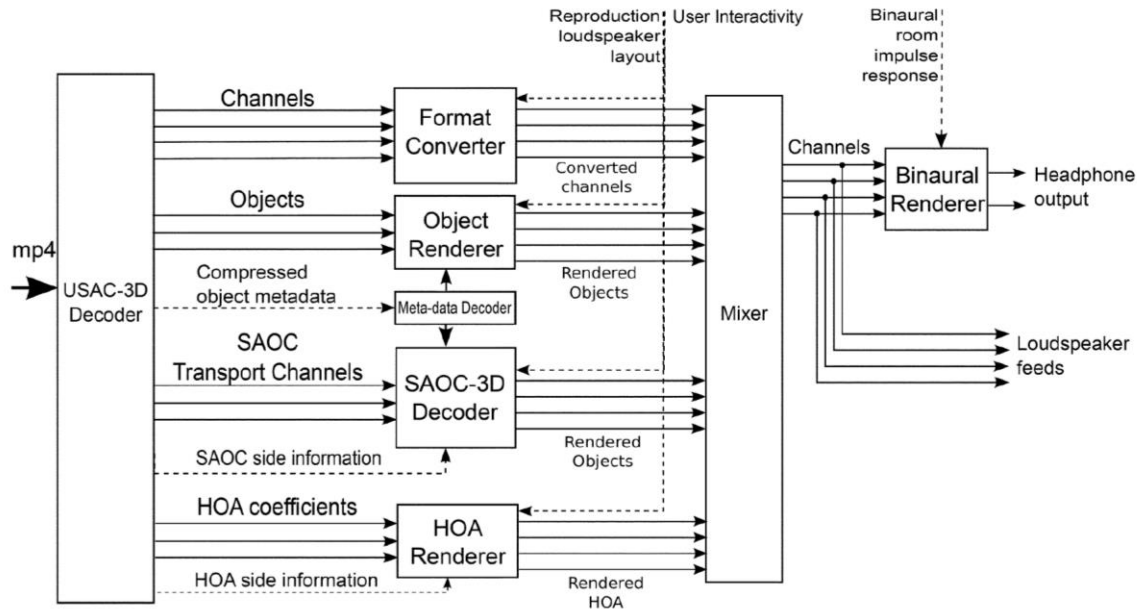 Reproduction
loudspeaker
layout
User Interactivity
Binaural
room
impulse
response
Channels
Format
Converter
Converted
channels
Channels
Binaural
Renderer
Headphone
output
Objects
Object
Renderer
Rendered
Objects
mp4
USAC-3D
Decoder
Compressed
object metadata
Meta-data Decoder
Mixer
SAOC
Transport Channels
SAOC-3D
Decoder
Loudspeaker
feeds
Rendered
Objects
SAOC side information
HOA coefficients
HOA
Renderer
HOA side information
Rendered
HOA